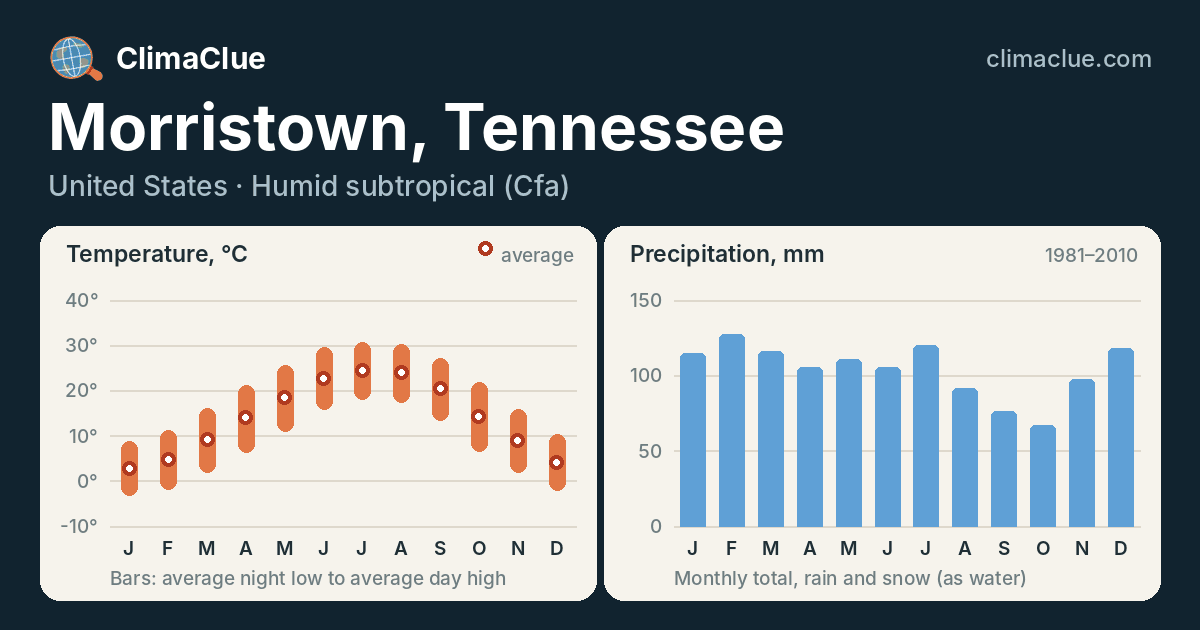 ClimaClue
climaclue.com
Morristown, Tennessee
United States · Humid subtropical (Cfa)
Temperature, °C
average
40°
30°
20°
10°
0°
-10°
J F M A M J J A S O N D
Bars: average night low to average day high
Precipitation, mm
1981–2010
150
100
50
0
J F M A M J J A S O N D
Monthly total, rain and snow (as water)